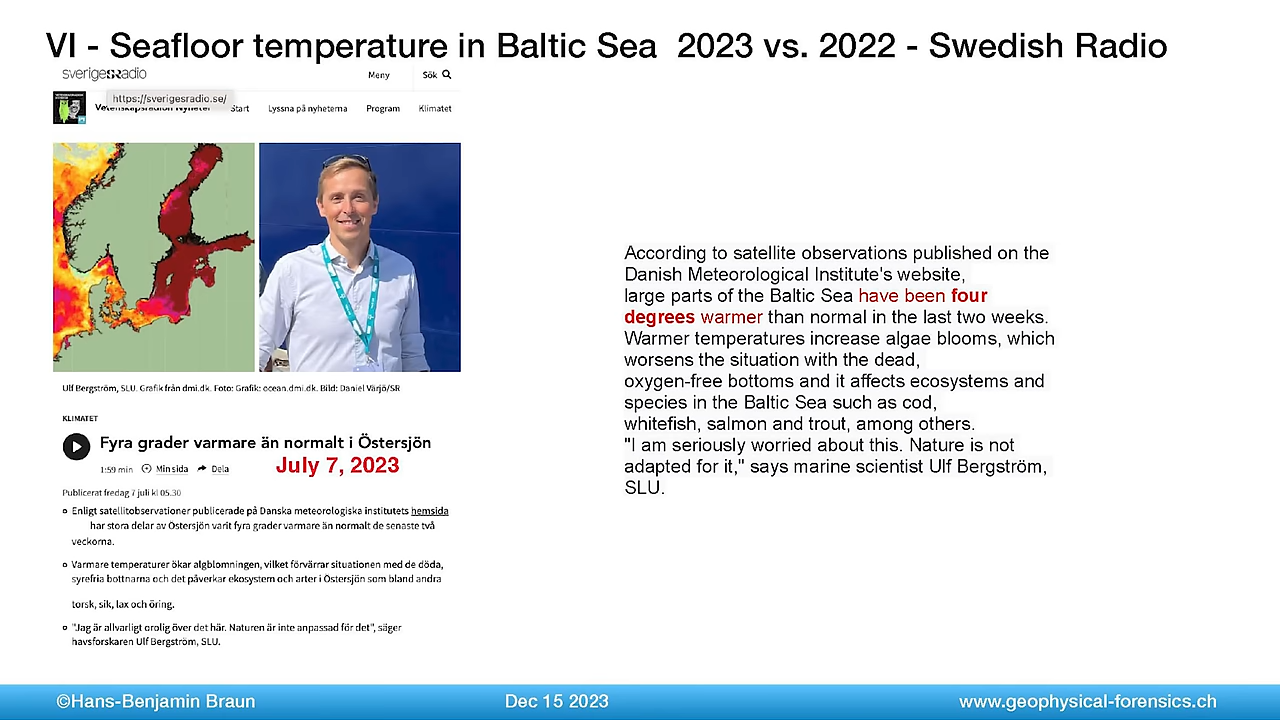 VI - Seafloor temperature in Baltic Sea 2023 vs. 2022 - Swedish Radio
sverigesRadio
Meny
Sök
https://sverigesradio.se/
Vetenskapsradion Nyheter
Start
Lyssna på nyheterna
Program
Klimatet
Ulf Bergström, SLU. Grafik från dmi.dk. Foto: Grafik: ocean.dmi.dk. Bild: Daniel Värjö/SR
KLIMATET
Fyra grader varmare än normalt i Östersjön
1:59 min
Min sida
Dela
July 7, 2023
Publicerat fredag 7 juli kl 05.30
Enligt satellitobservationer publicerade på Danska meteorologiska institutets hemsida
har stora delar av Östersjön varit fyra grader varmare än normalt de senaste två
veckorna.
Varmare temperaturer ökar algblomningen, vilket förvärrar situationen med de döda,
syrefria bottnarna och det påverkar ekosystem och arter i Östersjön som bland andra
torsk, sik, lax och öring.
"Jag är allvarligt orolig över det här. Naturen är inte anpassad för det", säger
havsforskaren Ulf Bergström, SLU.
According to satellite observations published on the
Danish Meteorological Institute's website,
large parts of the Baltic Sea have been four
degrees warmer than normal in the last two weeks.
Warmer temperatures increase algae blooms, which
worsens the situation with the dead,
oxygen-free bottoms and it affects ecosystems and
species in the Baltic Sea such as cod,
whitefish, salmon and trout, among others.
"I am seriously worried about this. Nature is not
adapted for it," says marine scientist Ulf Bergström,
SLU.
©Hans-Benjamin Braun
Dec 15 2023
www.geophysical-forensics.ch